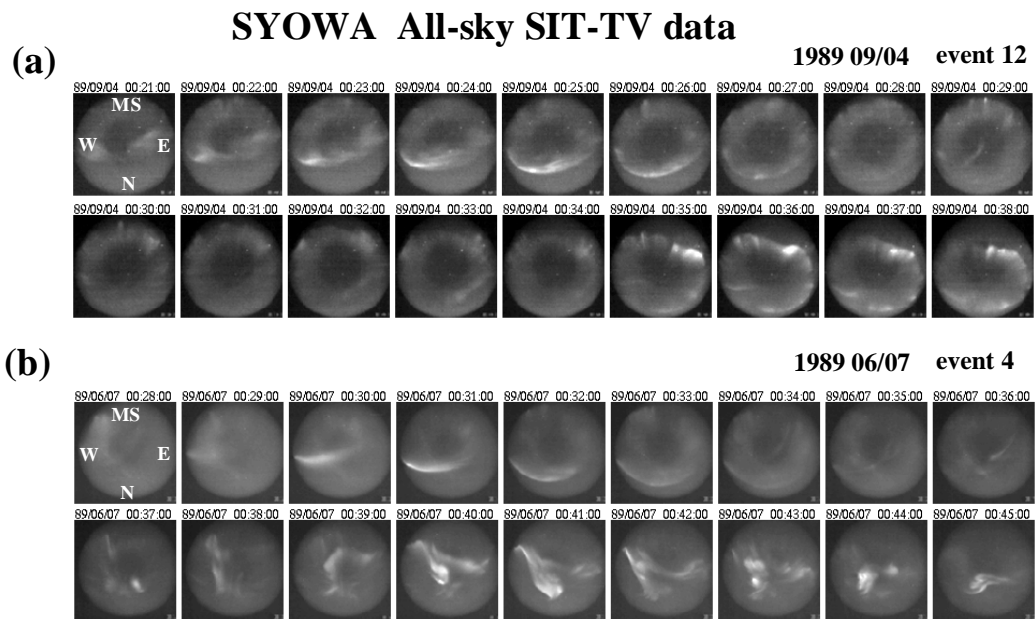 SYOWA All-sky SIT-TV data
(a)
1989 09/04 event 12
89/09/04 00:21:00 89/09/04 00:22:00 89/09/04 00:23:00 89/09/04 00:24:00 89/09/04 00:25:00 89/09/04 00:26:00 89/09/04 00:27:00 89/09/04 00:28:00 89/09/04 00:29:00
MS
W E
N
89/09/04 00:30:00 89/09/04 00:31:00 89/09/04 00:32:00 89/09/04 00:33:00 89/09/04 00:34:00 89/09/04 00:35:00 89/09/04 00:36:00 89/09/04 00:37:00 89/09/04 00:38:00
(b)
1989 06/07 event 4
89/06/07 00:28:00 89/06/07 00:29:00 89/06/07 00:30:00 89/06/07 00:31:00 89/06/07 00:32:00 89/06/07 00:33:00 89/06/07 00:34:00 89/06/07 00:35:00 89/06/07 00:36:00
MS
W E
N
89/06/07 00:37:00 89/06/07 00:38:00 89/06/07 00:39:00 89/06/07 00:40:00 89/06/07 00:41:00 89/06/07 00:42:00 89/06/07 00:43:00 89/06/07 00:44:00 89/06/07 00:45:00